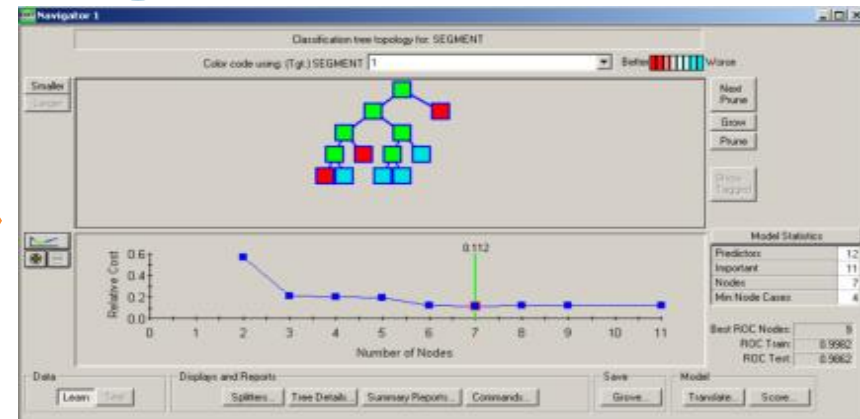 Navigator 1
Classification tree topology for: SEGMENT
Color code using: (Tgt.) SEGMENT 1 Better Worse
Smaller
Larger
Next Prune
Grow
Prune
Show Tagged
0.112
Relative Cost
0.6
0.4
0.2
0.0
0 1 2 3 4 5 6 7 8 9 10 11
Number of Nodes
Model Statistics
Predictors 12
Important 11
Nodes 7
Min Node Cases 4
Best ROC Nodes: 9
ROC Train: 0.9982
ROC Test: 0.9862
Data
Learn Test
Displays and Reports
Splitters... Tree Details... Summary Reports... Commands...
Save
Grove...
Model
Translate... Score...